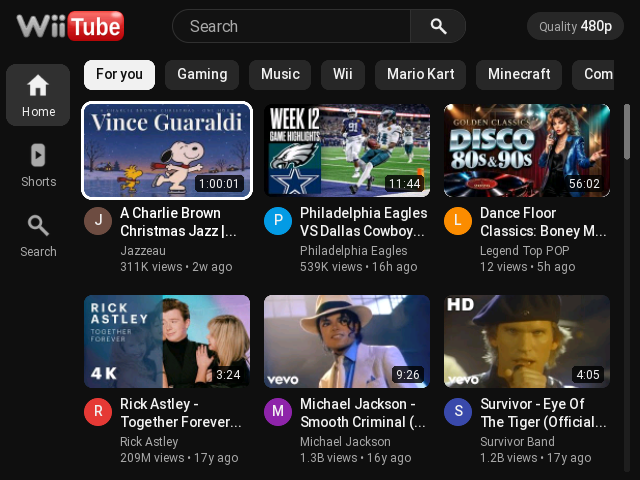 WiiTube
Search
Quality 480p
Home
Shorts
Search
For you
Gaming
Music
Wii
Mario Kart
Minecraft
Com
A CHARLIE BROWN CHRISTMAS
Vince Guaraldi
1:00:01
J
A Charlie Brown
Christmas Jazz |...
Jazzeau
311K views • 2w ago
WEEK 12
GAME HIGHLIGHTS
11:44
P
Philadelphia Eagles
VS Dallas Cowboy...
Philadelphia Eagles
539K views • 16h ago
GOLDEN CLASSICS
DISCO
80s & 90s
56:02
L
Dance Floor
Classics: Boney M...
Legend Top POP
12 views • 5h ago
RICK
ASTLEY
TOGETHER
FOREVER
4K
3:24
R
Rick Astley -
Together Forever...
Rick Astley
209M views • 17y ago
vevo
9:26
M
Michael Jackson -
Smooth Criminal (...
Michael Jackson
1.3B views • 16y ago
HD
vevo
4:05
S
Survivor - Eye Of
The Tiger (Official...
Survivor Band
1.2B views • 17y ago